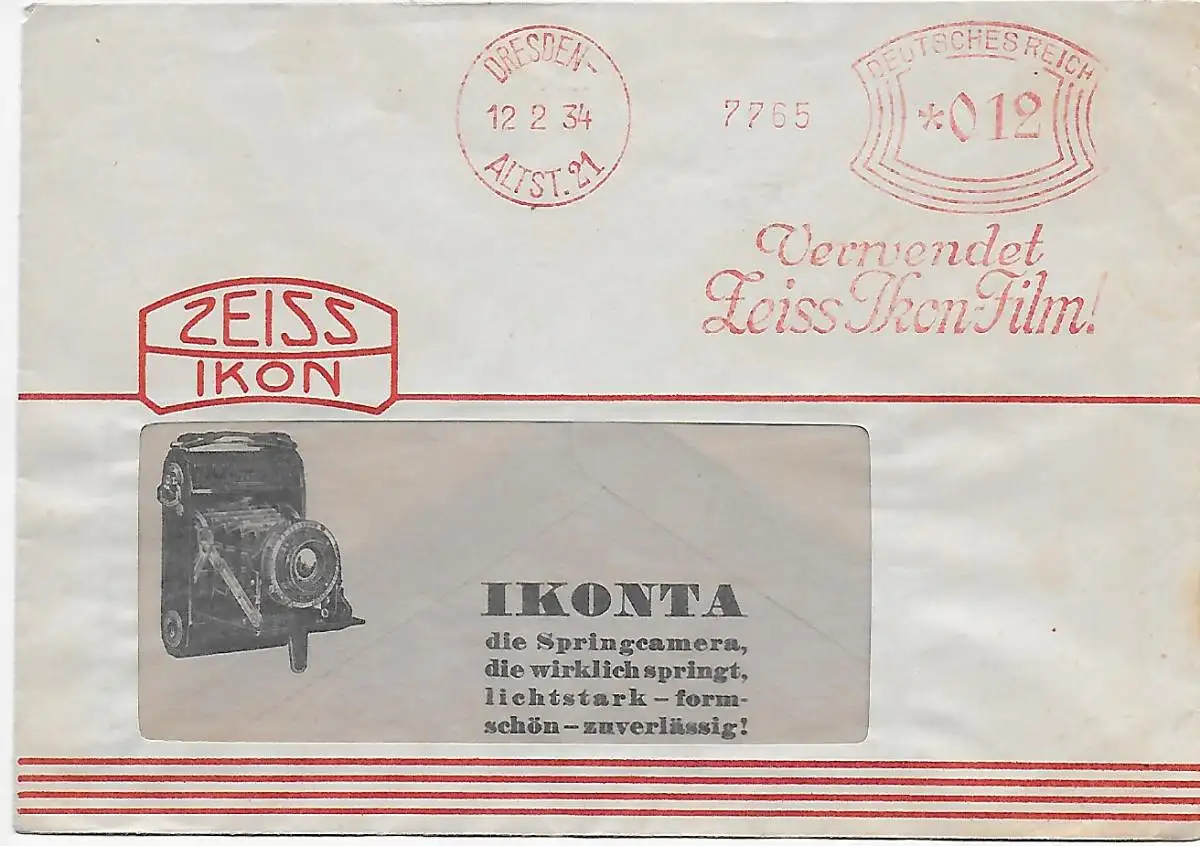 DRESDEN-
12 2 34
ALTST. 21
7765
DEUTSCHES REICH
*012
Verwendet
Zeiss Ikon-Film!
ZEISS
IKON
IKONTA
die Springcamera,
die wirklich springt,
lichtstark – form-
schön – zuverlässig!